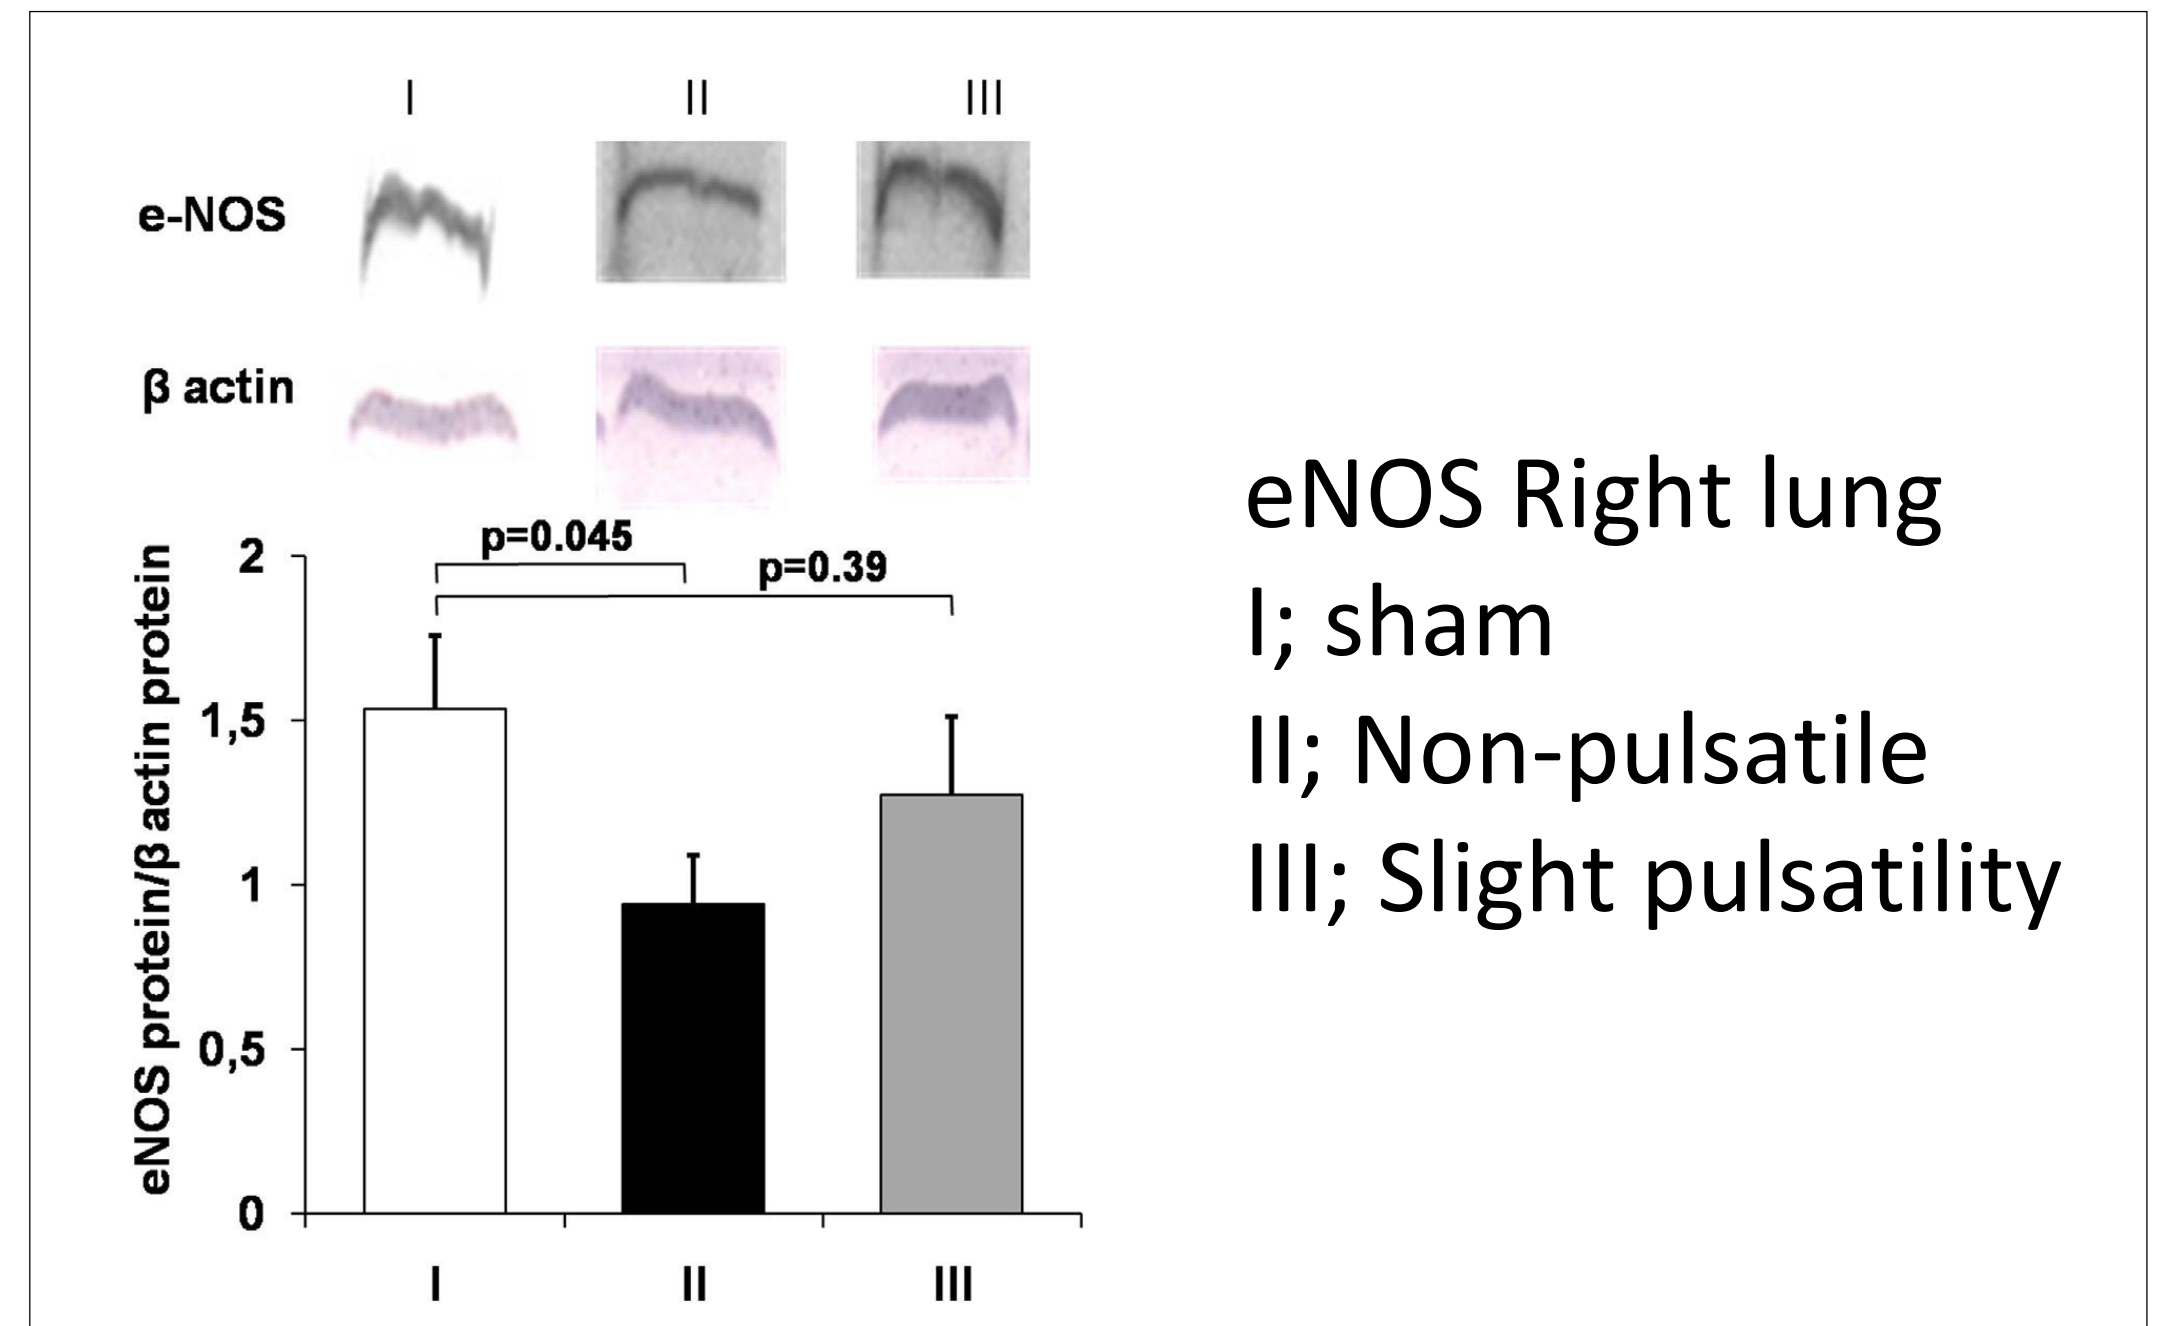 I II III
e-NOS
β actin
p=0.045
p=0.39
eNOS protein/β actin protein
2
1,5
1
0,5
0
I II III
eNOS Right lung
I; sham
II; Non-pulsatile
III; Slight pulsatility